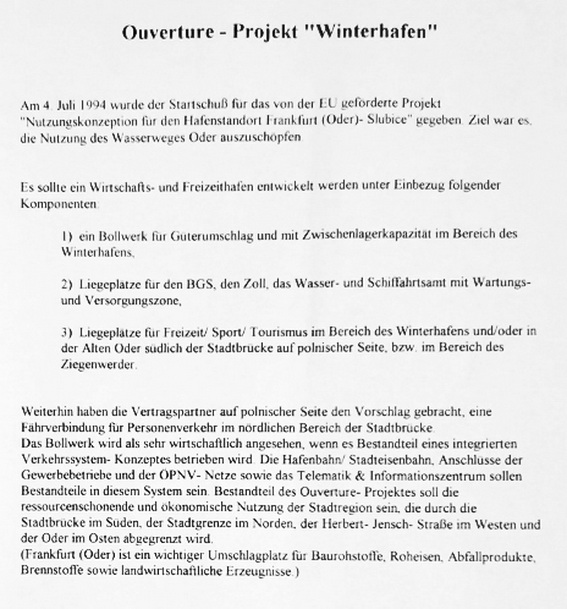 Ouverture - Projekt "Winterhafen"
Am 4. Juli 1994 wurde der Startschuß für das von der EU geförderte Projekt
"Nutzungskonzeption für den Hafenstandort Frankfurt (Oder)- Slubice" gegeben. Ziel war es,
die Nutzung des Wasserweges Oder auszuschöpfen.
Es sollte ein Wirtschafts- und Freizeithafen entwickelt werden unter Einbezug folgender
Komponenten:
1) ein Bollwerk für Güterumschlag und mit Zwischenlagerkapazität im Bereich des
Winterhafens,
2) Liegeplätze für den BGS, den Zoll, das Wasser- und Schiffahrtsamt mit Wartungs-
und Versorgungszone,
3) Liegeplätze für Freizeit/ Sport/ Tourismus im Bereich des Winterhafens und/oder in
der Alten Oder südlich der Stadtbrücke auf polnischer Seite, bzw. im Bereich des
Ziegenwerder.
Weiterhin haben die Vertragspartner auf polnischer Seite den Vorschlag gebracht, eine
Fährverbindung für Personenverkehr im nördlichen Bereich der Stadtbrücke.
Das Bollwerk wird als sehr wirtschaftlich angesehen, wenn es Bestandteil eines integrierten
Verkehrssystem- Konzeptes betrieben wird. Die Hafenbahn/ Stadteisenbahn, Anschlüsse der
Gewerbebetriebe und der ÖPNV- Netze sowie das Telematik & Informationszentrum sollen
Bestandteile in diesem System sein. Bestandteil des Ouverture- Projektes soll die
ressourcenschonende und ökonomische Nutzung der Stadtregion sein, die durch die
Stadtbrücke im Süden, der Stadtgrenze im Norden, der Herbert- Jensch- Straße im Westen und
der Oder im Osten abgegrenzt wird.
(Frankfurt (Oder) ist ein wichtiger Umschlagplatz für Baurohstoffe, Roheisen, Abfallprodukte,
Brennstoffe sowie landwirtschaftliche Erzeugnisse.)